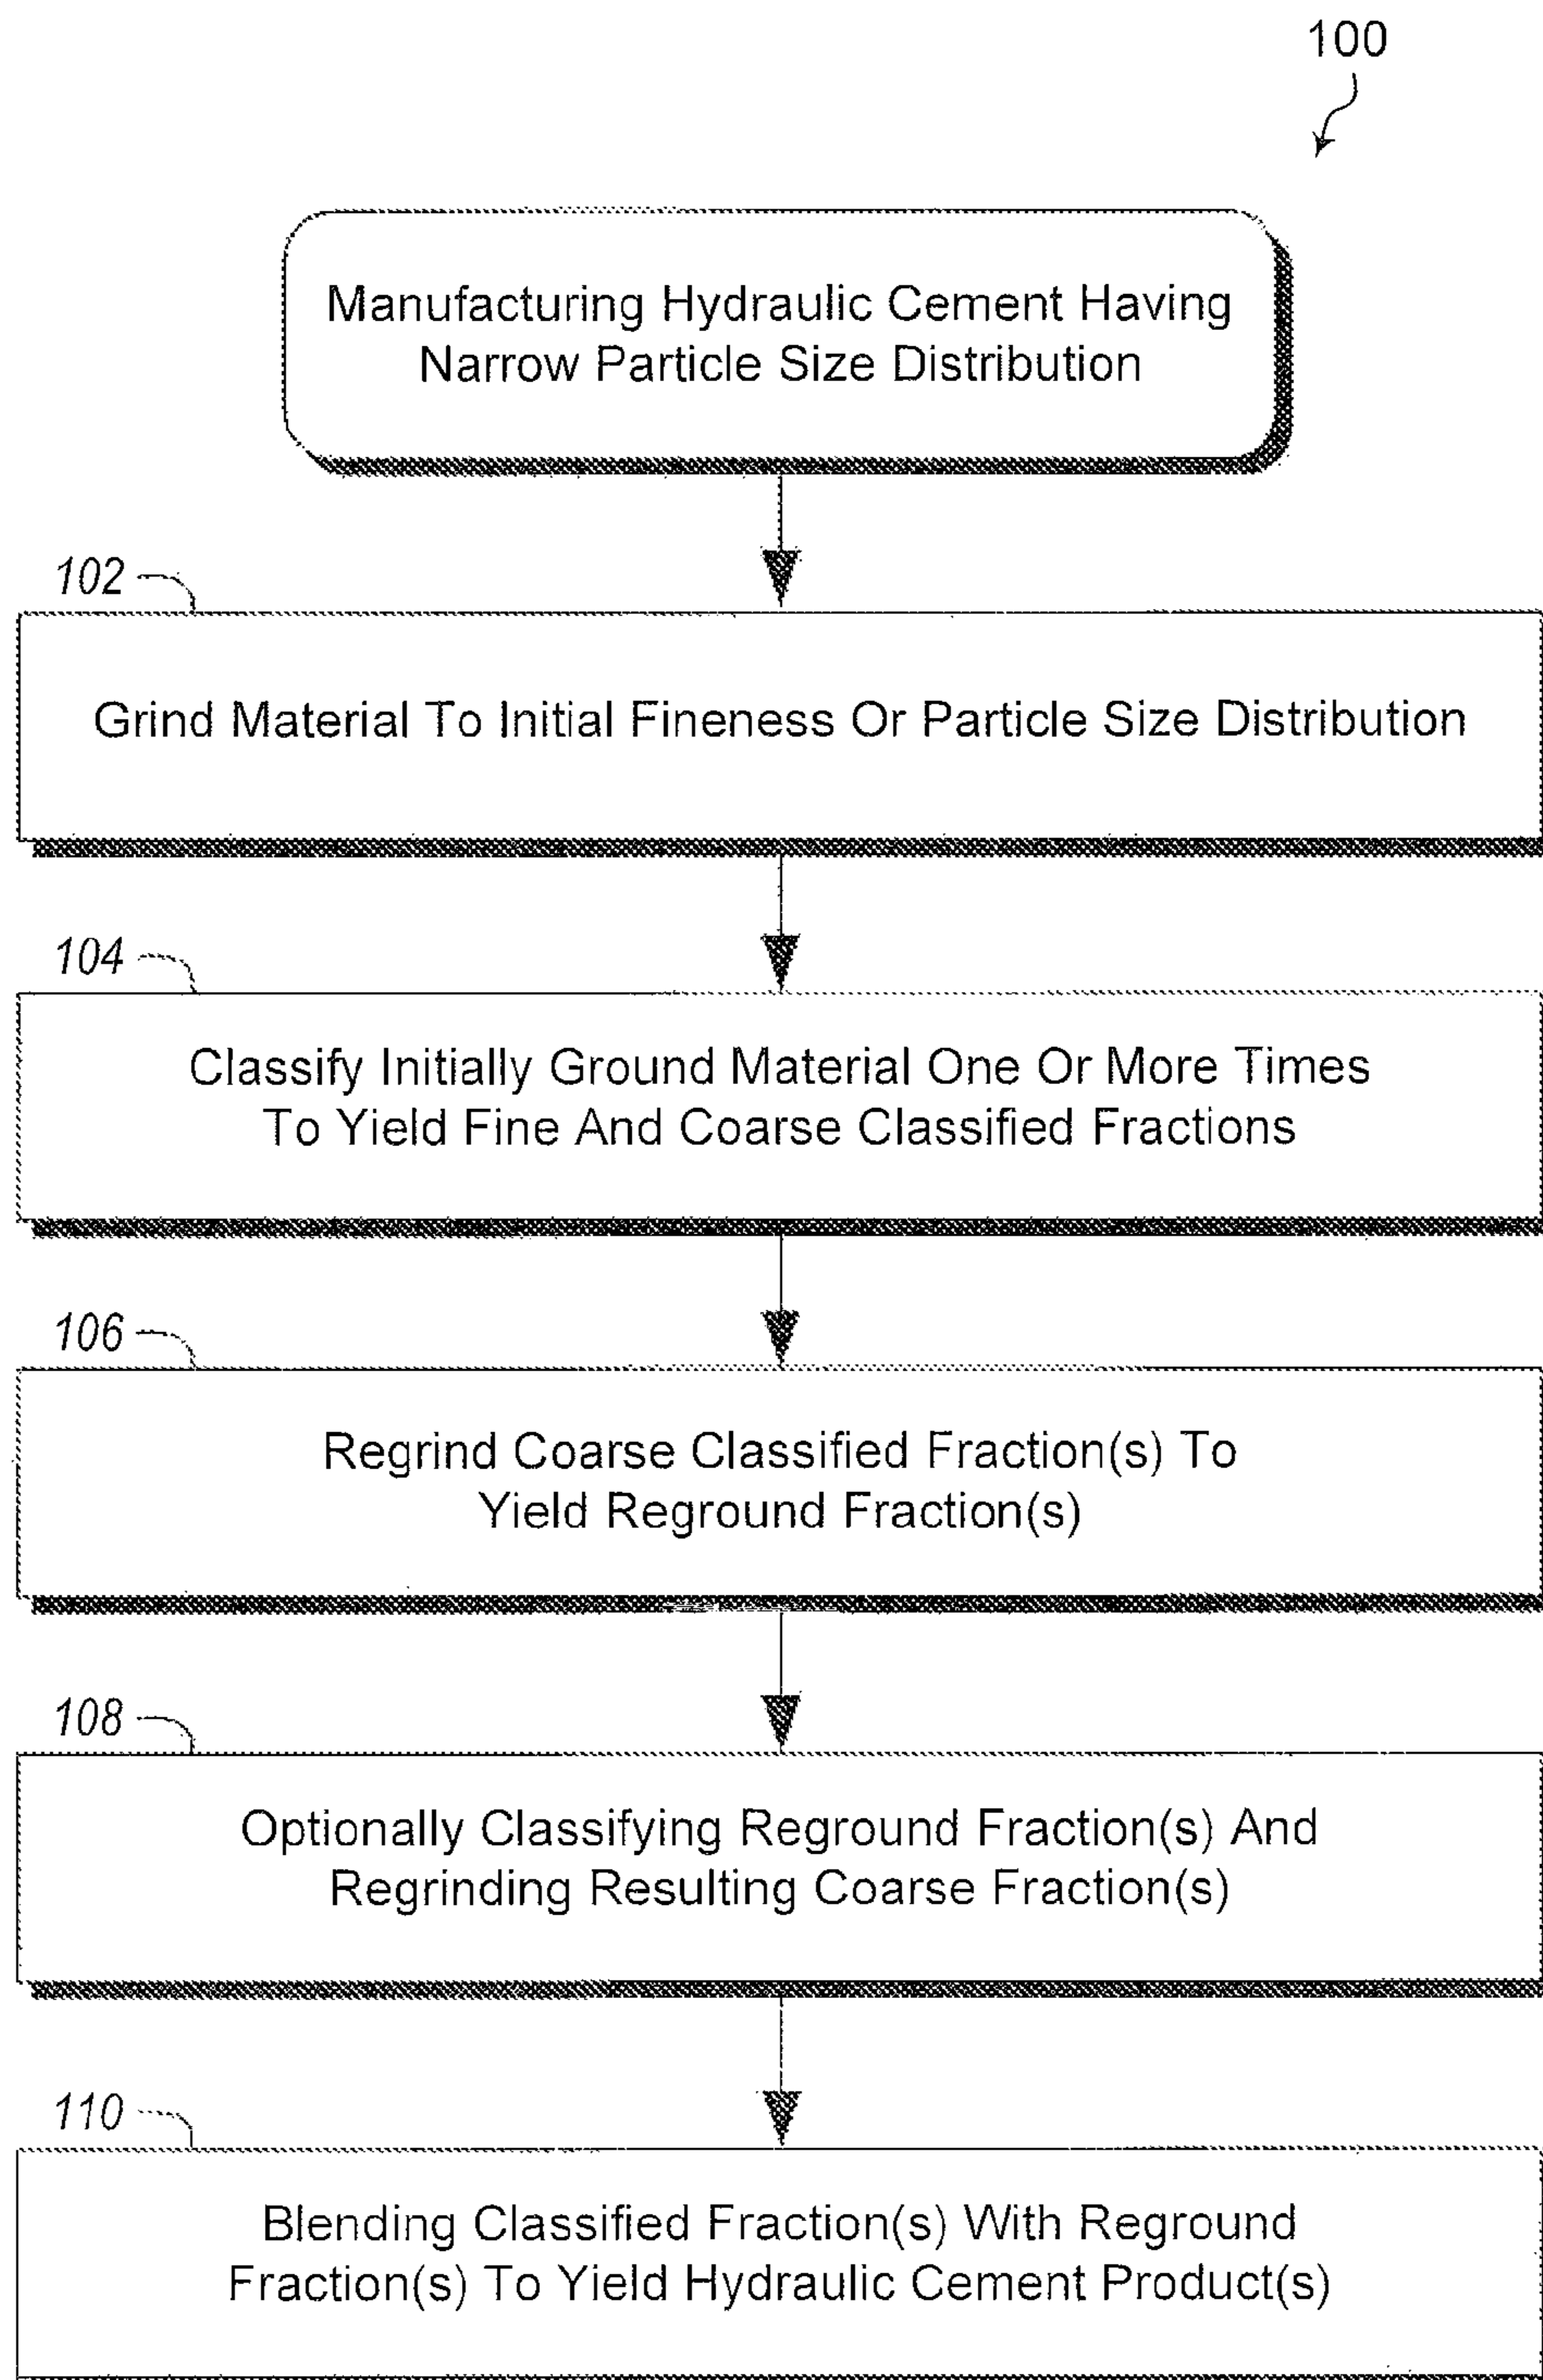 100
Manufacturing Hydraulic Cement Having
Narrow Particle Size Distribution
102
Grind Material To Initial Fineness Or Particle Size Distribution
104
Classify Initially Ground Material One Or More Times
To Yield Fine And Coarse Classified Fractions
106
Regrind Coarse Classified Fraction(s) To
Yield Reground Fraction(s)
108
Optionally Classifying Reground Fraction(s) And
Regrinding Resulting Coarse Fraction(s)
110
Blending Classified Fraction(s) With Reground
Fraction(s) To Yield Hydraulic Cement Product(s)